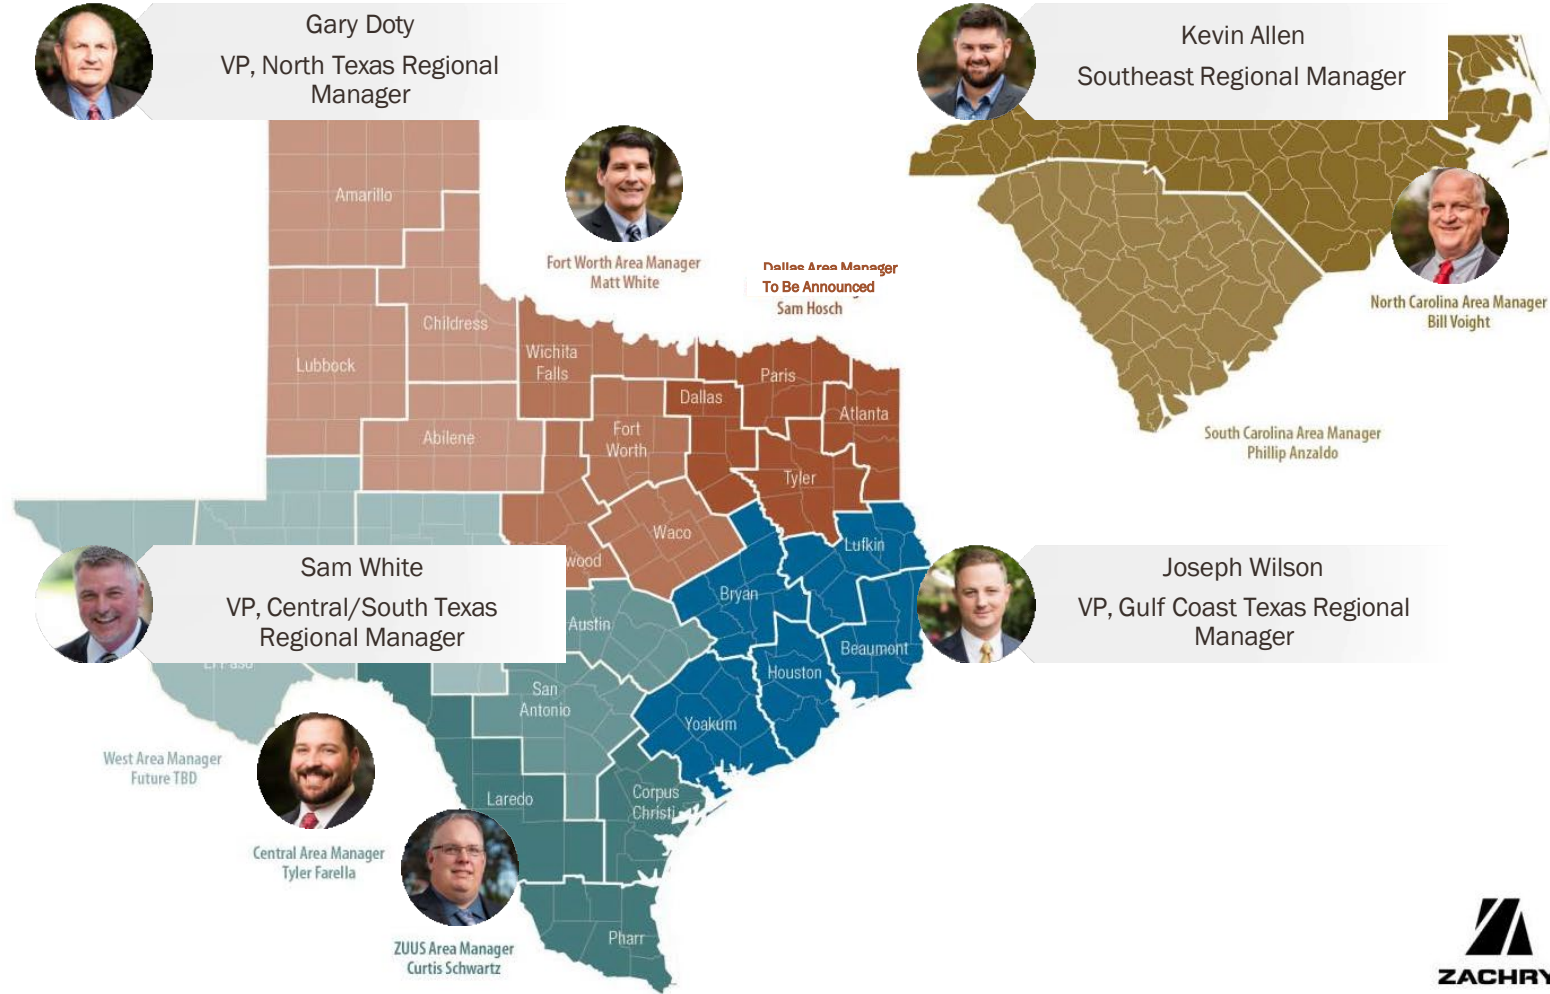 Gary Doty
VP, North Texas Regional
Manager
Kevin Allen
Southeast Regional Manager
Amarillo
Fort Worth Area Manager
Matt White
Dallas Area Manager
To Be Announced
Sam Hosch
North Carolina Area Manager
Bill Voight
Childress
Lubbock
Wichita
Falls
Paris
Dallas
Atlanta
Abilene
Fort
Worth
South Carolina Area Manager
Phillip Anzaldo
Tyler
Waco
Lufkin
wood
Sam White
VP, Central/South Texas
Regional Manager
Joseph Wilson
VP, Gulf Coast Texas Regional
Manager
Bryan
Austin
Beaumont
El Paso
Houston
San
Antonio
Yoakum
West Area Manager
Future TBD
Laredo
Corpus
Christi
Central Area Manager
Tyler Farella
Pharr
ZUUS Area Manager
Curtis Schwartz
ZACHRY